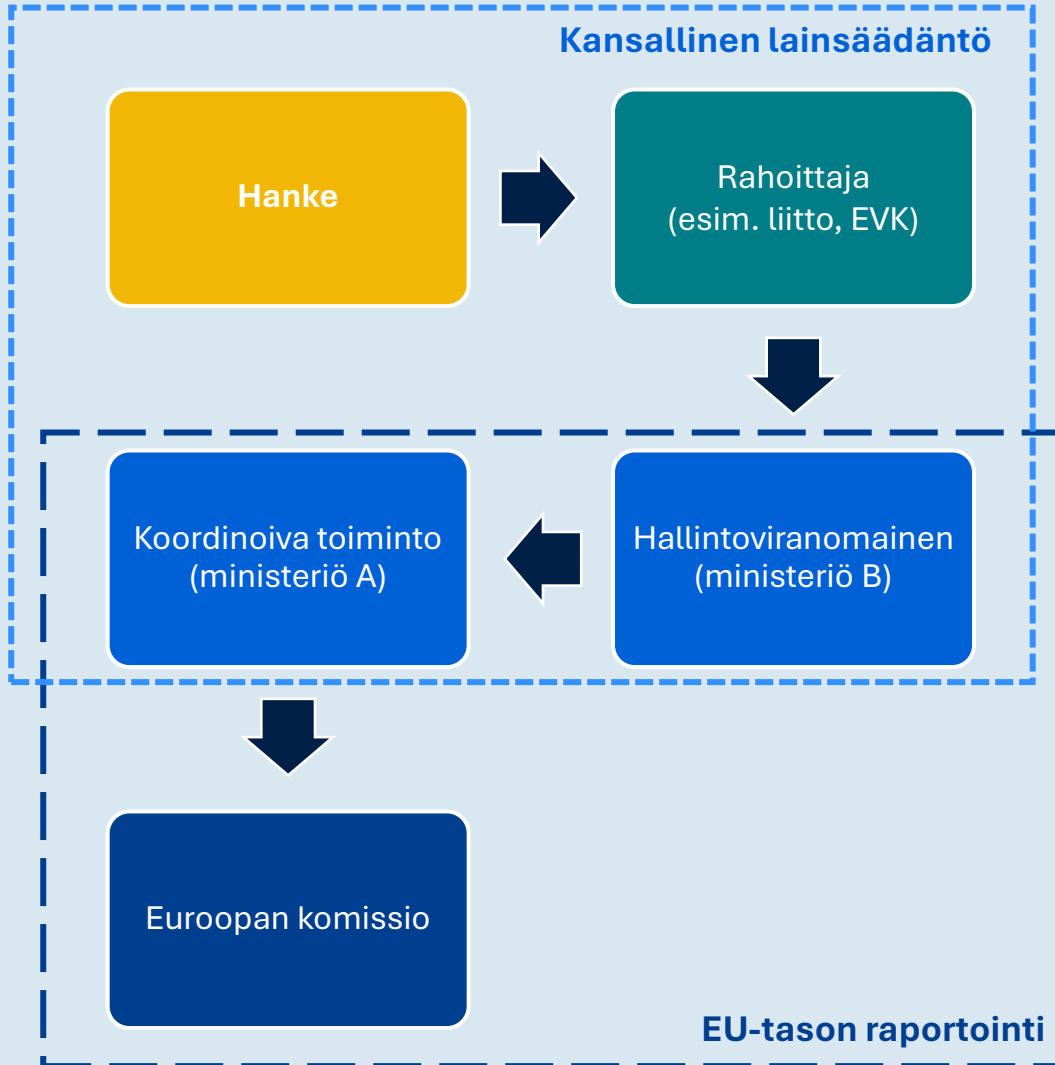 Kansallinen lainsäädäntö
Hanke
Rahoittaja
(esim. liitto, EVK)
Koordinoiva toiminto
(ministeriö A)
Hallintoviranomainen
(ministeriö B)
Euroopan komissio
EU-tason raportointi